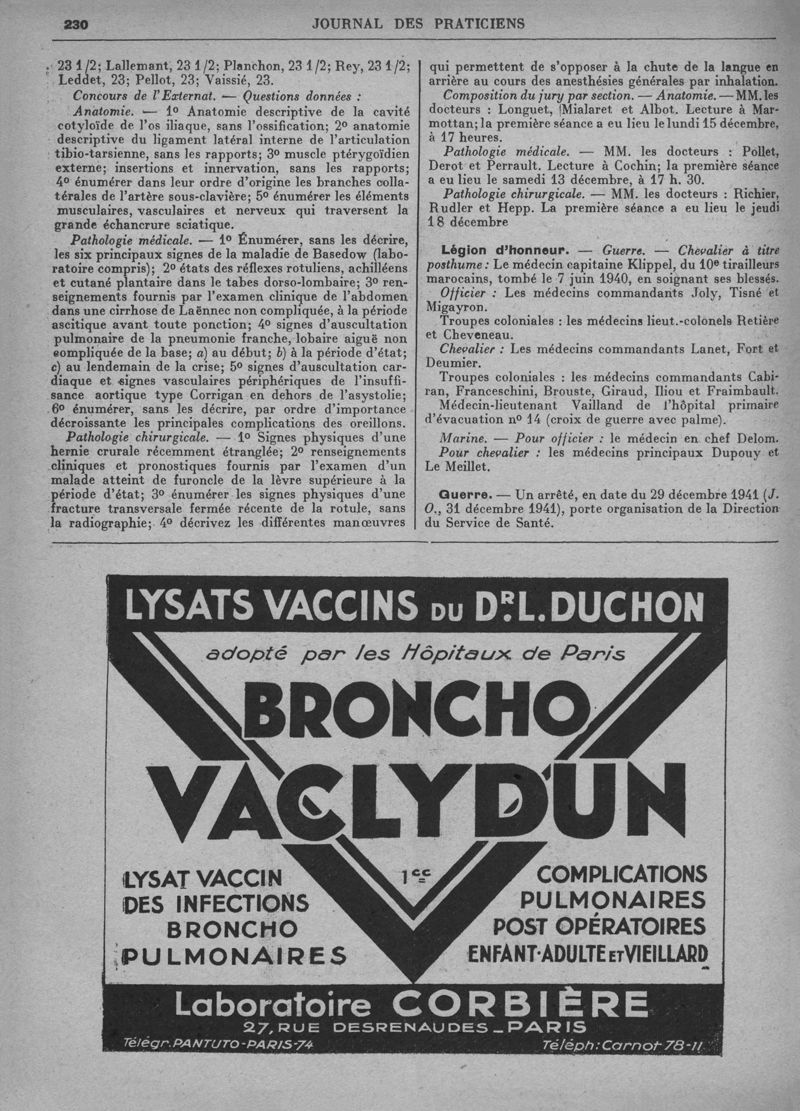 230
JOURNAL DES PRATICIENS
23 1/2; Lallemant, 23 1/2; Planchon, 23 1/2; Rey, 23 1/2;
Leddet, 23; Pellot, 23; Vaissié, 23.
Concours de l'Externat. — Questions données :
Anatomie. — 1º Anatomie descriptive de la cavité
cotyloïde de l'os iliaque, sans l'ossification; 2º anatomie
descriptive du ligament latéral interne de l'articulation
tibio-tarsienne, sans les rapports; 3º muscle ptérygoïdien
externe; insertions et innervation, sans les rapports;
4º énumérer dans leur ordre d'origine les branches colla-
térales de l'artère sous-clavière; 5º énumérer les éléments
musculaires, vasculaires et nerveux qui traversent la
grande échancrure sciatique.
Pathologie médicale. — 1º Énumérer, sans les décrire,
les six principaux signes de la maladie de Basedow (labo-
ratoire compris); 2º états des réflexes rotuliens, achilléens
et cutané plantaire dans le tabes dorso-lombaire; 3º ren-
seignements fournis par l'examen clinique de l'abdomen
dans une cirrhose de Laënnec non compliquée, à la période
ascitique avant toute ponction; 4º signes d'auscultation
pulmonaire de la pneumonie franche, lobaire aiguë non
compliquée de la base; a) au début; b) à la période d'état;
c) au lendemain de la crise; 5º signes d'auscultation car-
diaque et signes vasculaires périphériques de l'insuffi-
sance aortique type Corrigan en dehors de l'asystolie;
6º énumérer, sans les décrire, par ordre d'importance
décroissante les principales complications des oreillons.
Pathologie chirurgicale. — 1º Signes physiques d'une
hernie crurale récemment étranglée; 2º renseignements
cliniques et pronostiques fournis par l'examen d'un
malade atteint de furoncle de la lèvre supérieure à la
période d'état; 3º énumérer les signes physiques d'une
fracture transversale fermée récente de la rotule, sans
la radiographie; 4º décrivez les différentes manœuvres
qui permettent de s'opposer à la chute de la langue en
arrière au cours des anesthésies générales par inhalation.
Composition du jury par section. — Anatomie. — MM. les
docteurs : Longuet, Mialaret et Albot. Lecture à Mar-
mottan; la première séance a eu lieu le lundi 15 décembre,
à 17 heures.
Pathologie médicale. — MM. les docteurs : Pollet,
Derot et Perrault. Lecture à Cochin; la première séance
a eu lieu le samedi 13 décembre, à 17 h. 30.
Pathologie chirurgicale. — MM. les docteurs : Richier,
Rudler et Hepp. La première séance a eu lieu le jeudi
18 décembre
Légion d'honneur. — Guerre. — Chevalier à titre
posthume : Le médecin capitaine Klippel, du 10e tirailleurs
marocains, tombé le 7 juin 1940, en soignant ses blessés.
Officier : Les médecins commandants Joly, Tisné et
Migayron.
Troupes coloniales : les médecins lieut.-colonels Retière
et Cheveneau.
Chevalier : Les médecins commandants Lanet, Fort et
Deumier.
Troupes coloniales : les médecins commandants Cabi-
ran, Franceschini, Brouste, Giraud, Iliou et Fraimbault.
Médecin-lieutenant Vailland de l'hôpital primaire
d'évacuation nº 14 (croix de guerre avec palme).
Marine. — Pour officier : le médecin en chef Delom.
Pour chevalier : les médecins principaux Dupouy et
Le Meillet.
Guerre. — Un arrêté, en date du 29 décembre 1941 (J.
O., 31 décembre 1941), porte organisation de la Direction
du Service de Santé.
LYSATS VACCINS DU DR. L. DUCHON
adopté par les Hôpitaux de Paris
BRONCHO
VACLYDUN
1cc
LYSAT VACCIN
DES INFECTIONS
BRONCHO
PULMONAIRES
COMPLICATIONS
PULMONAIRES
POST OPÉRATOIRES
ENFANT-ADULTE ET VIEILLARD
Laboratoire CORBIÈRE
27, RUE DESRENAUDES _ PARIS
Télégr. PANTUTO-PARIS-74
Téléph: Carnot 78-11